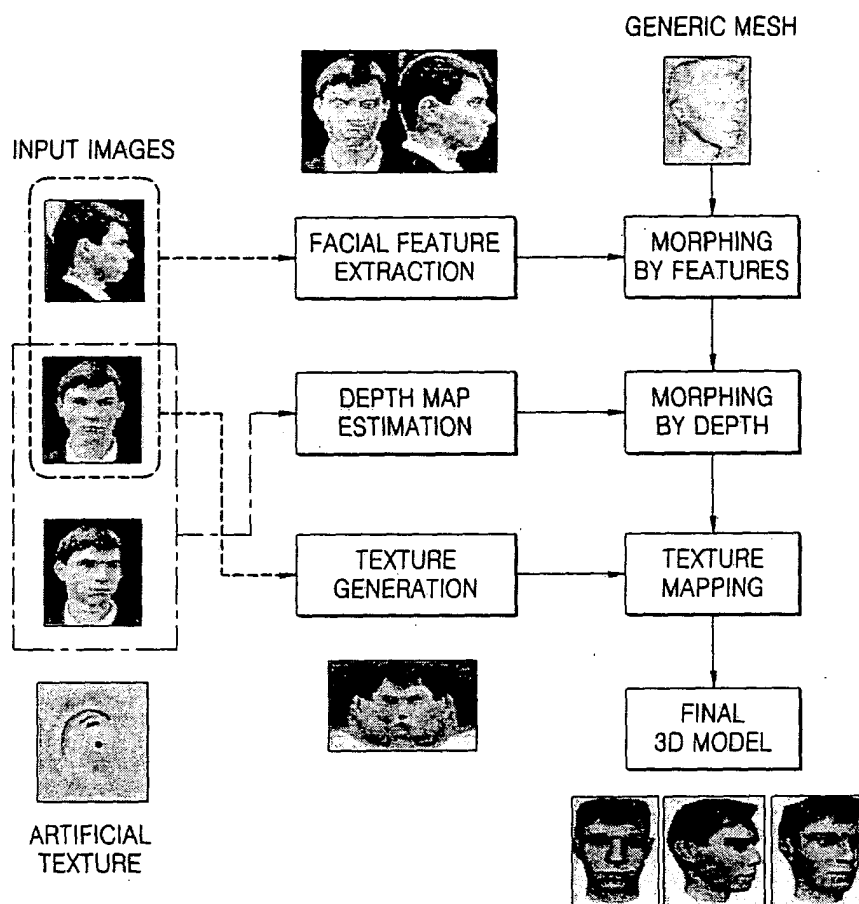 GENERIC MESH
INPUT IMAGES
FACIAL FEATURE
EXTRACTION
MORPHING
BY FEATURES
DEPTH MAP
ESTIMATION
MORPHING
BY DEPTH
TEXTURE
GENERATION
TEXTURE
MAPPING
FINAL
3D MODEL
ARTIFICIAL
TEXTURE